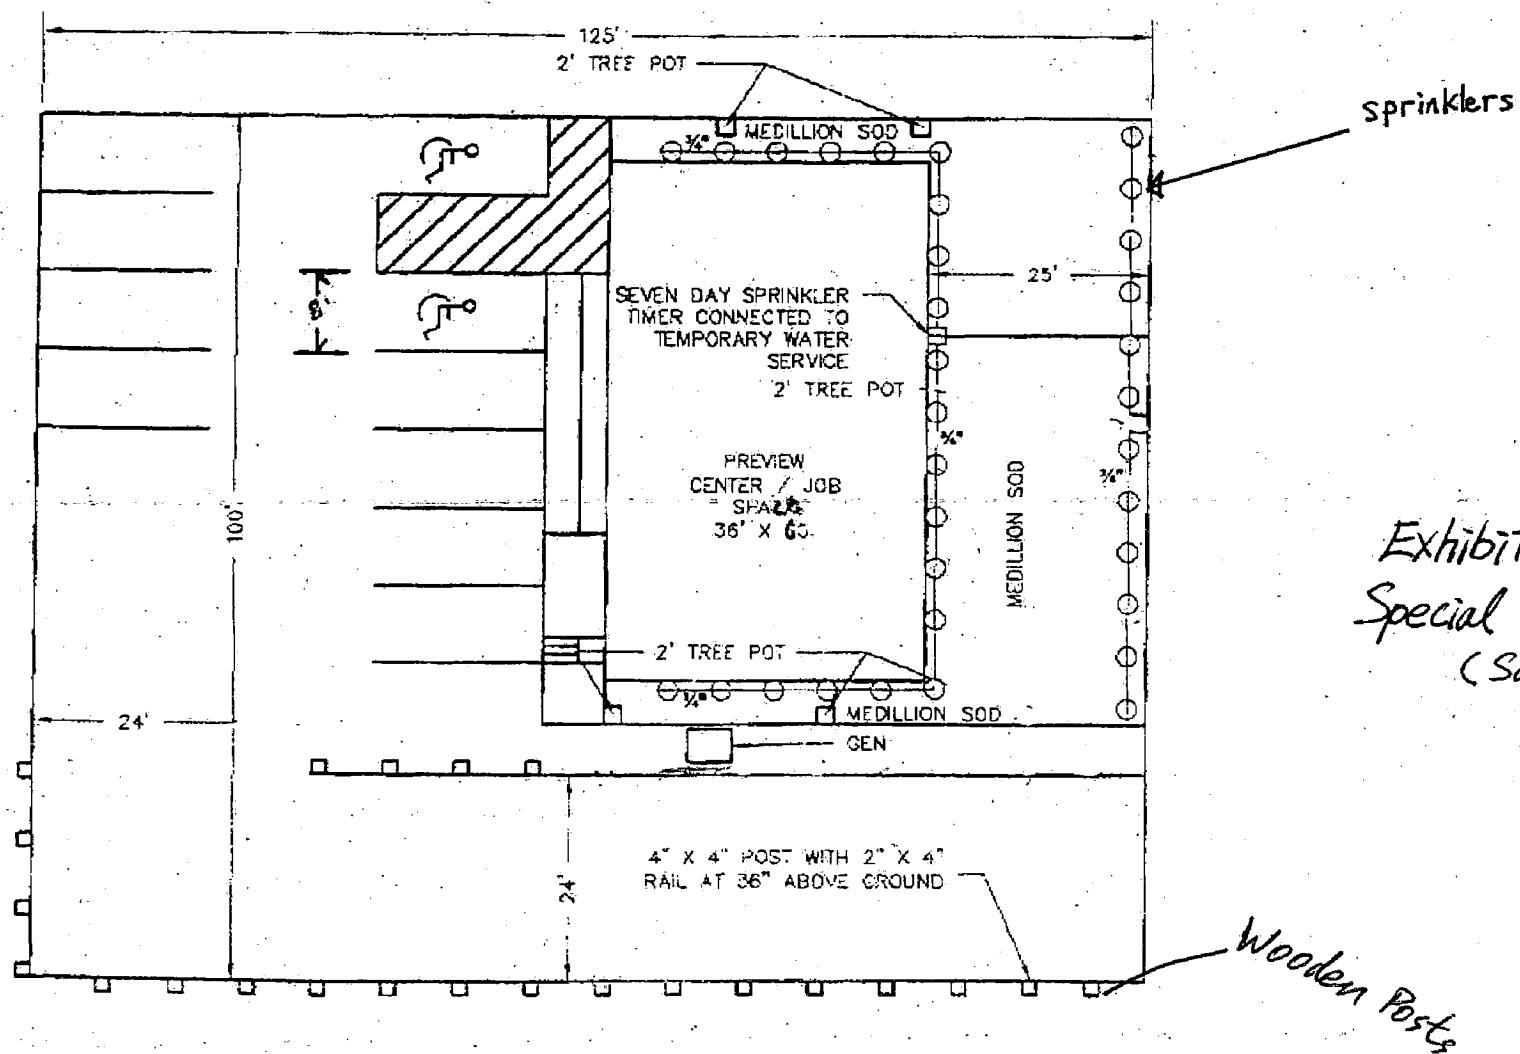 125'
2' TREE POT
sprinklers
3/4"
MEDILLION SOD
25'
8'
SEVEN DAY SPRINKLER
TIMER CONNECTED TO
TEMPORARY WATER
SERVICE
2' TREE POT
3/4"
3/4"
PREVIEW
CENTER / JOB
36' X 60
MEDILLION SOD
100'
Exhibit
Special
(S
2' TREE POT
3/4"
24'
MEDILLION SOD
GEN
4" X 4" POST WITH 2" X 4"
RAIL AT 36" ABOVE GROUND
24'
Wooden Posts